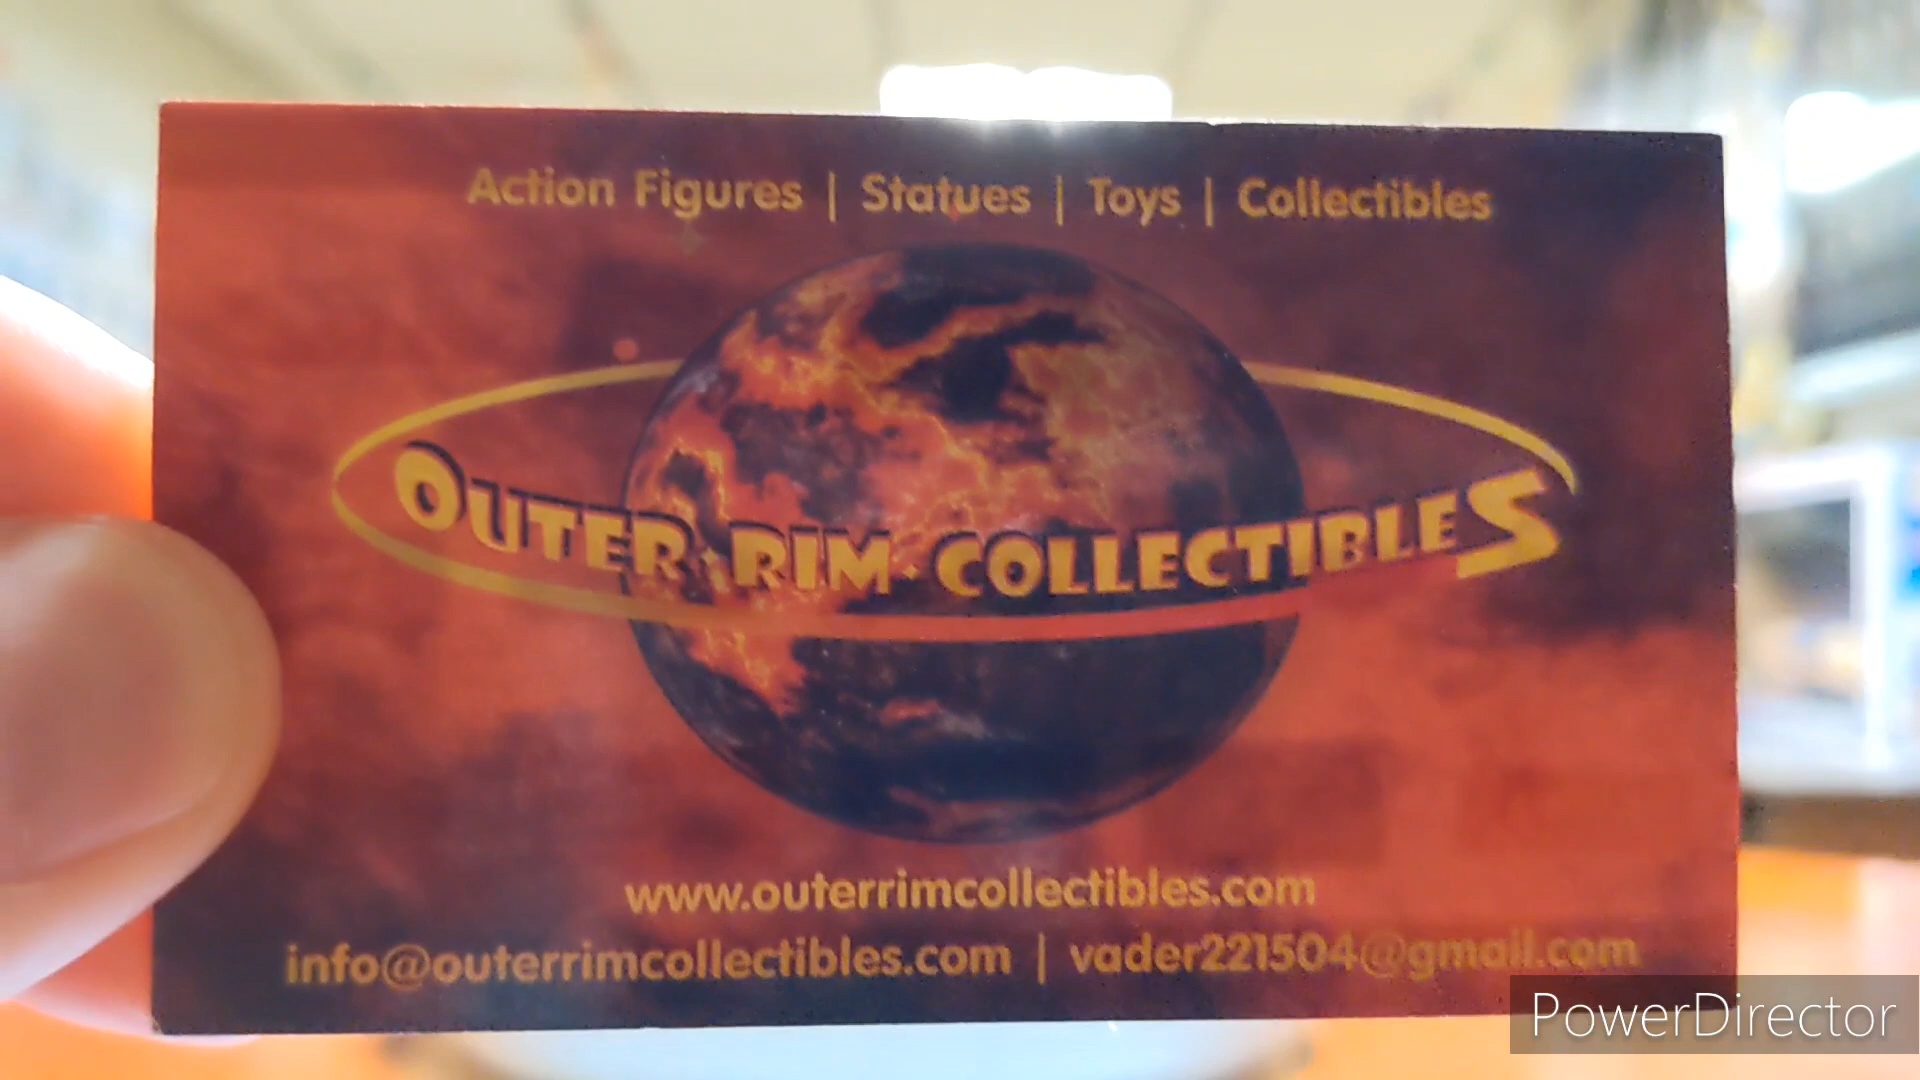 Action Figures | Statues | Toys | Collectibles
OUTER RIM COLLECTIBLES
www.outerrimcollectibles.com
info@outerrimcollectibles.com | vader221504@gmail.com
PowerDirector